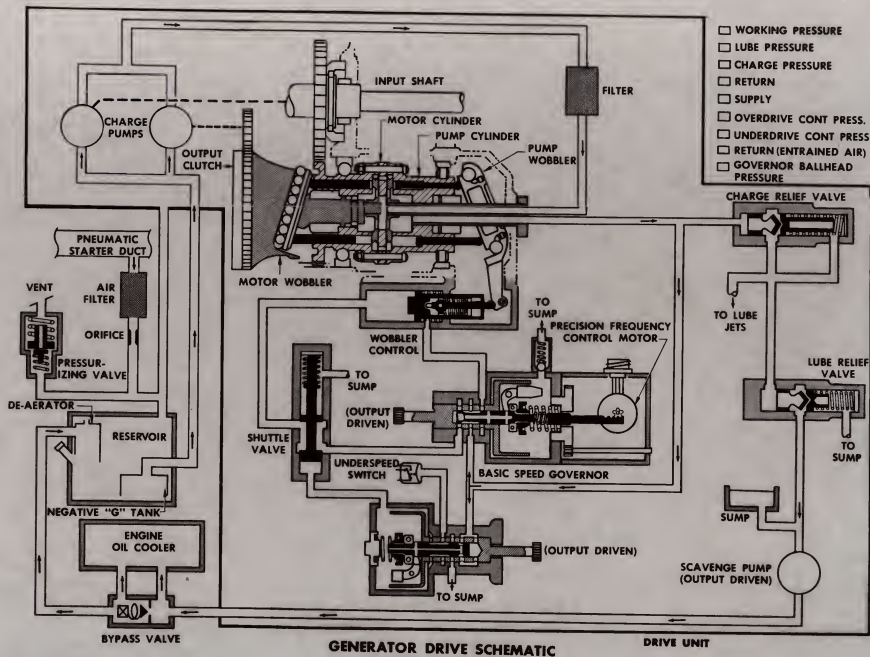 WORKING PRESSURE
LUBE PRESSURE
CHARGE PRESSURE
RETURN
SUPPLY
OVERDRIVE CONT PRESS.
UNDERDRIVE CONT PRESS
RETURN (ENTRAINED AIR)
GOVERNOR BALLHEAD
PRESSURE
INPUT SHAFT
FILTER
CHARGE
PUMPS
MOTOR CYLINDER
PUMP CYLINDER
PUMP
WOBBLER
OUTPUT
CLUTCH
CHARGE RELIEF VALVE
PNEUMATIC
STARTER DUCT
MOTOR WOBBLER
VENT
AIR
FILTER
ORIFICE
PRESSUR-
IZING VALVE
WOBBLER
CONTROL
TO
SUMP
PRECISION FREQUENCY
CONTROL MOTOR
TO LUBE
JETS
LUBE RELIEF
VALVE
DE-AERATOR
RESERVOIR
TO
SUMP
(OUTPUT
DRIVEN)
SHUTTLE
VALVE
UNDERSPEED
SWITCH
BASIC SPEED GOVERNOR
TO
SUMP
NEGATIVE "G" TANK
SUMP
ENGINE
OIL COOLER
(OUTPUT DRIVEN)
SCAVENGE PUMP
(OUTPUT DRIVEN)
TO SUMP
BYPASS VALVE
GENERATOR DRIVE SCHEMATIC
DRIVE UNIT